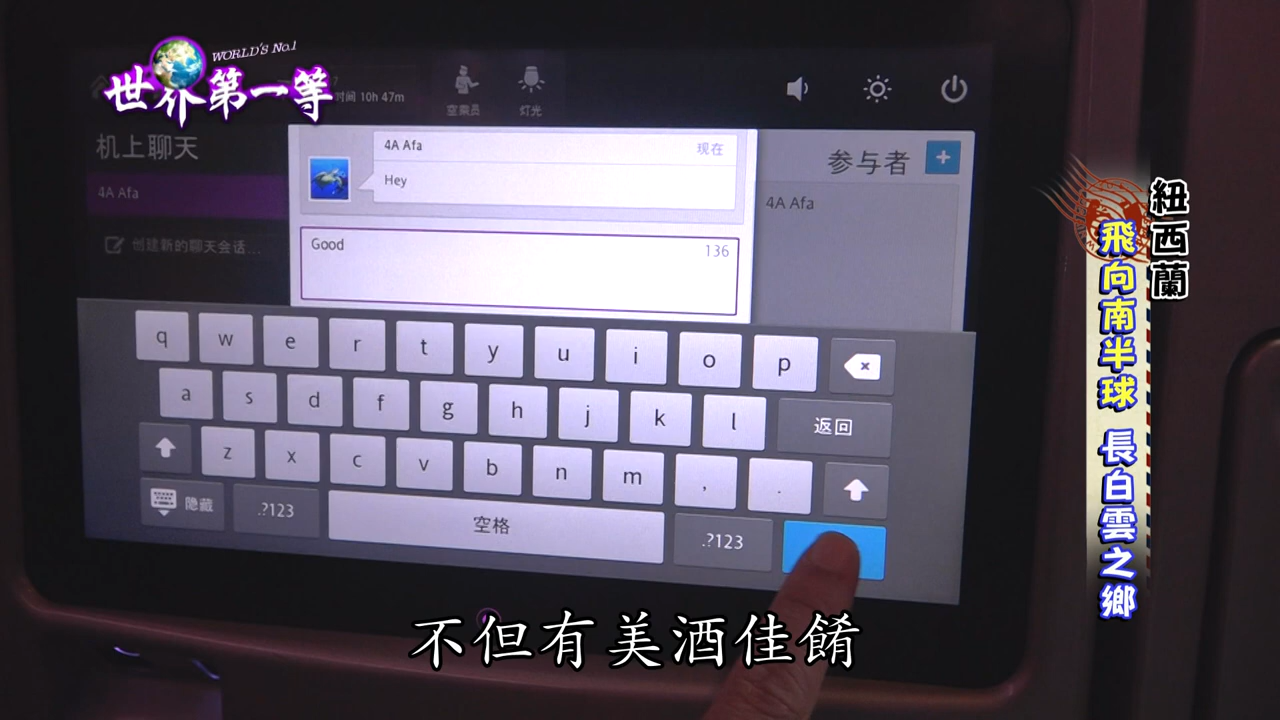 WORLD'S No.1
世界第一等
时间 10h 47m
空乘员
灯光
机上聊天
4A Afa
创建新的聊天会话...
4A Afa
现在
Hey
Good
136
参与者
+
4A Afa
q w e r t y u i o p
a s d f g h j k l 返回
z x c v b n m , .
隐藏 .?123 空格 .?123
紐西蘭
飛向南半球 長白雲之鄉
不但有美酒佳餚